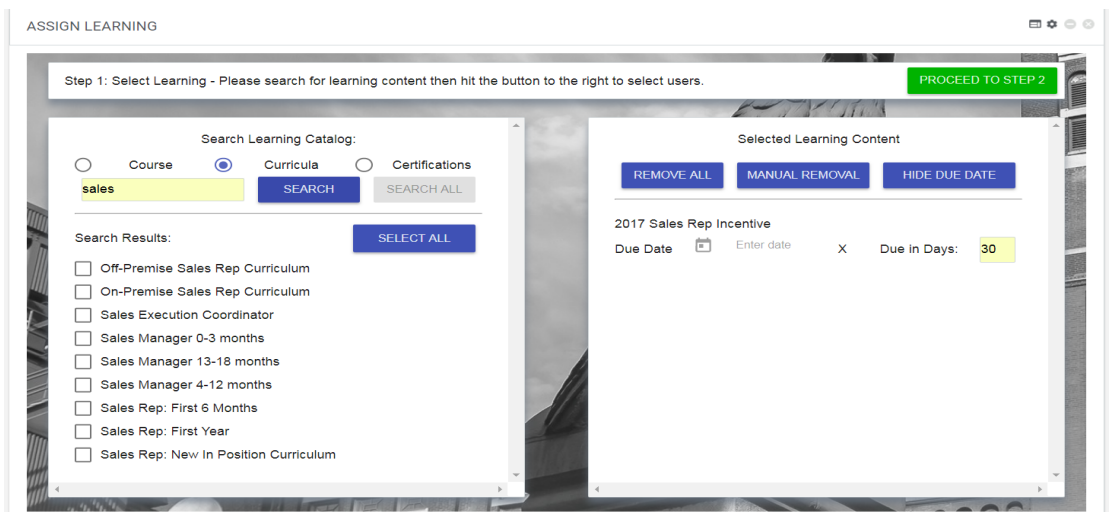 ASSIGN LEARNING
Step 1: Select Learning - Please search for learning content then hit the button to the right to select users.
PROCEED TO STEP 2
Search Learning Catalog:
Course Curricula Certifications
sales SEARCH SEARCH ALL
Search Results: SELECT ALL
Off-Premise Sales Rep Curriculum
On-Premise Sales Rep Curriculum
Sales Execution Coordinator
Sales Manager 0-3 months
Sales Manager 13-18 months
Sales Manager 4-12 months
Sales Rep: First 6 Months
Sales Rep: First Year
Sales Rep: New In Position Curriculum
Selected Learning Content
REMOVE ALL MANUAL REMOVAL HIDE DUE DATE
2017 Sales Rep Incentive
Due Date Enter date X Due in Days: 30